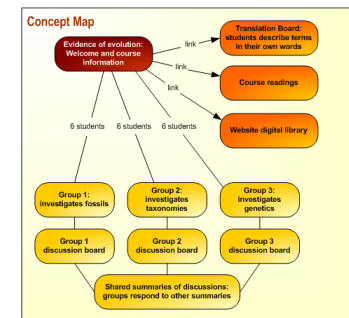 Concept Map
Evidence of evolution:
Welcome and course
information
link
link
link
Translation Board:
students describe terms
in their own words
Course readings
Website digital library
6 students
6 students
6 students
Group 1:
investigates fossils
Group 2:
investigates
taxonomies
Group 3:
investigates
genetics
Group 1
discussion board
Group 2
discussion board
Group 3
discussion board
Shared summaries of discussions:
groups respond to other summaries